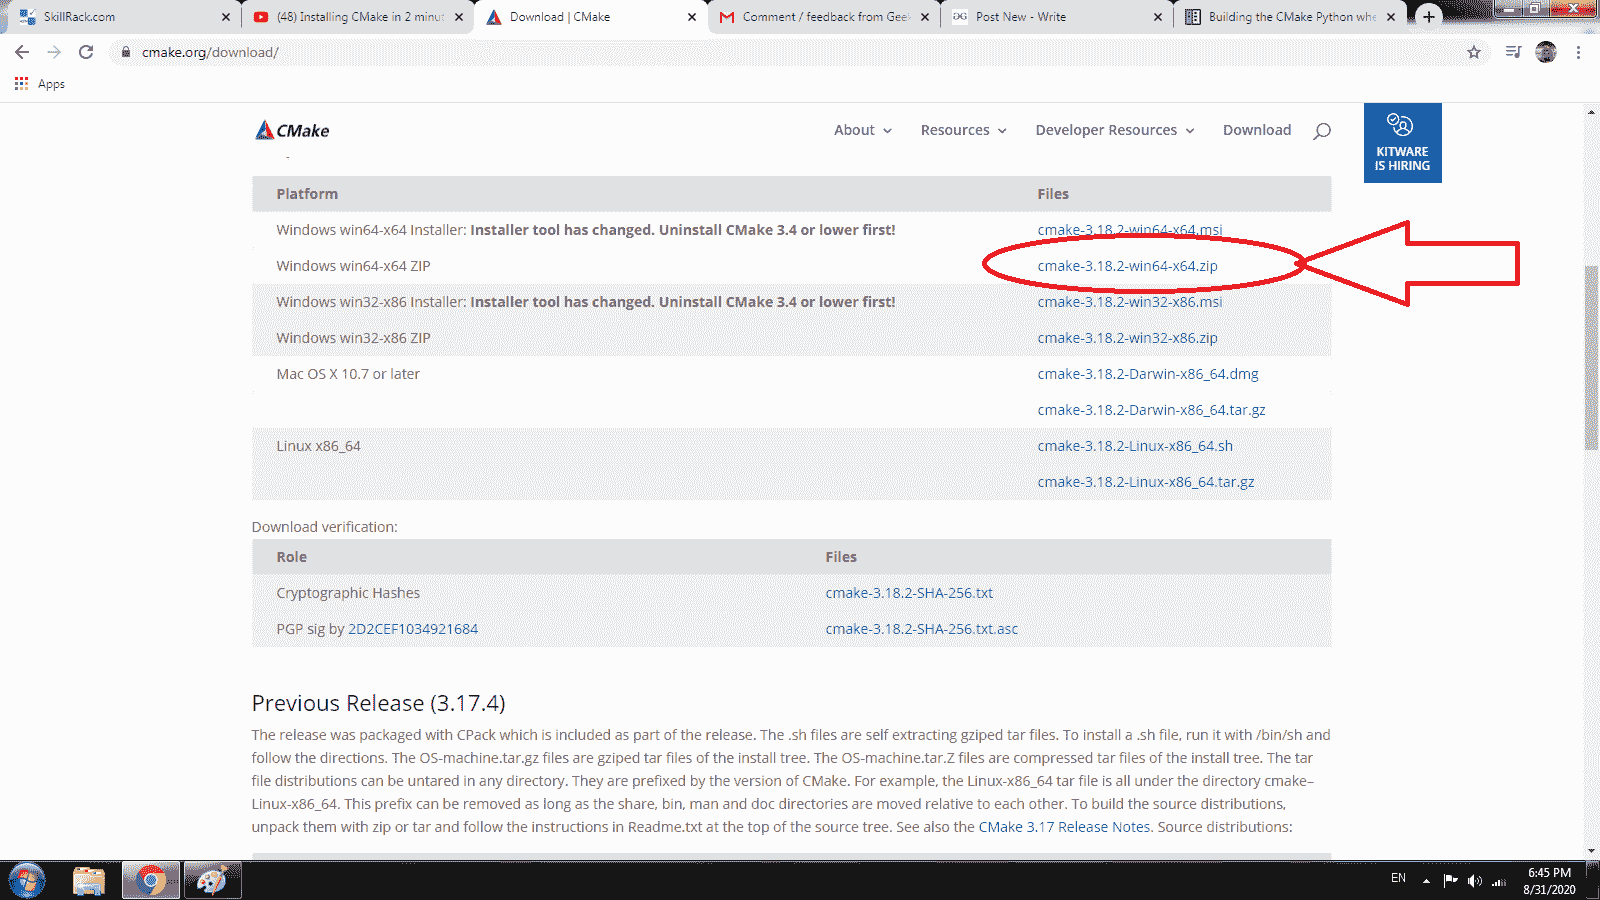 SkillRack.com
(48) Installing CMake in 2 minut
Download | CMake
Comment / feedback from Geek
Post New - Write
Building the CMake Python whe
cmake.org/download/
Apps
CMake
About
Resources
Developer Resources
Download
KITWARE
IS HIRING
Platform Files
Windows win64-x64 Installer: Installer tool has changed. Uninstall CMake 3.4 or lower first! cmake-3.18.2-win64-x64.msi
Windows win64-x64 ZIP cmake-3.18.2-win64-x64.zip
Windows win32-x86 Installer: Installer tool has changed. Uninstall CMake 3.4 or lower first! cmake-3.18.2-win32-x86.msi
Windows win32-x86 ZIP cmake-3.18.2-win32-x86.zip
Mac OS X 10.7 or later cmake-3.18.2-Darwin-x86_64.dmg
cmake-3.18.2-Darwin-x86_64.tar.gz
Linux x86_64 cmake-3.18.2-Linux-x86_64.sh
cmake-3.18.2-Linux-x86_64.tar.gz
Download verification:
Role Files
Cryptographic Hashes cmake-3.18.2-SHA-256.txt
PGP sig by 2D2CEF1034921684 cmake-3.18.2-SHA-256.txt.asc
Previous Release (3.17.4)
The release was packaged with CPack which is included as part of the release. The .sh files are self extracting gziped tar files. To install a .sh file, run it with /bin/sh and
follow the directions. The OS-machine.tar.gz files are gziped tar files of the install tree. The OS-machine.tar.Z files are compressed tar files of the install tree. The tar
file distributions can be untared in any directory. They are prefixed by the version of CMake. For example, the Linux-x86_64 tar file is all under the directory cmake–
Linux-x86_64. This prefix can be removed as long as the share, bin, man and doc directories are moved relative to each other. To build the source distributions,
unpack them with zip or tar and follow the instructions in Readme.txt at the top of the source tree. See also the CMake 3.17 Release Notes. Source distributions:
EN
6:45 PM
8/31/2020